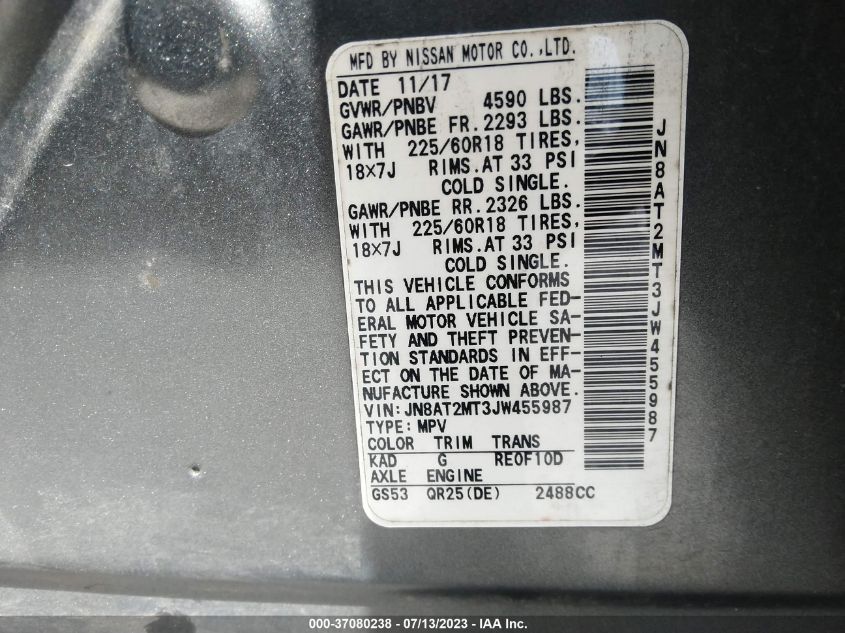 MFD BY NISSAN MOTOR CO.,LTD.
DATE 11/17
GVWR/PNBV 4590 LBS.
GAWR/PNBE FR.2293 LBS.
WITH 225/60R18 TIRES,
18×7J RIMS.AT 33 PSI
COLD SINGLE.
GAWR/PNBE RR.2326 LBS.
WITH 225/60R18 TIRES,
18×7J RIMS.AT 33 PSI
COLD SINGLE.
THIS VEHICLE CONFORMS
TO ALL APPLICABLE FED-
ERAL MOTOR VEHICLE SA-
FETY AND THEFT PREVEN-
TION STANDARDS IN EFF-
ECT ON THE DATE OF MA-
NUFACTURE SHOWN ABOVE.
VIN:JN8AT2MT3JW455987
TYPE:MPV
COLOR TRIM TRANS
KAD G RE0F10D
AXLE ENGINE
GS53 QR25(DE) 2488CC
JN8AT2MT3JW455987
000-37080238 - 07/13/2023 - © IAA Inc.